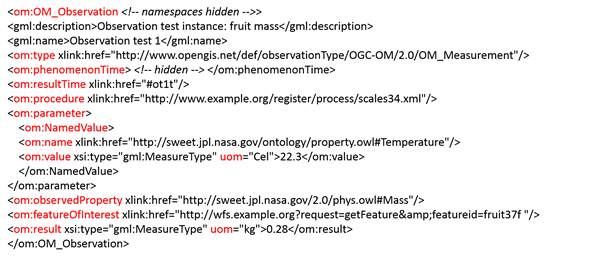 <om:OM_Observation <!-- namespaces hidden -->>
<gml:description>Observation test instance: fruit mass</gml:description>
<gml:name>Observation test 1</gml:name>
<om:type xlink:href="http://www.opengis.net/def/observationType/OGC-OM/2.0/OM_Measurement"/>
<om:phenomenonTime> <!-- hidden --> </om:phenomenonTime>
<om:resultTime xlink:href="#ot1t"/>
<om:procedure xlink:href="http://www.example.org/register/process/scales34.xml"/>
<om:parameter>
<om:NamedValue>
<om:name xlink:href="http://sweet.jpl.nasa.gov/ontology/property.owl#Temperature"/>
<om:value xsi:type="gml:MeasureType" uom="Cel">22.3</om:value>
</om:NamedValue>
</om:parameter>
<om:observedProperty xlink:href="http://sweet.jpl.nasa.gov/2.0/phys.owl#Mass"/>
<om:featureOfInterest xlink:href="http://wfs.example.org?request=getFeature&amp;featureid=fruit37f "/>
<om:result xsi:type="gml:MeasureType" uom="kg">0.28</om:result>
</om:OM_Observation>